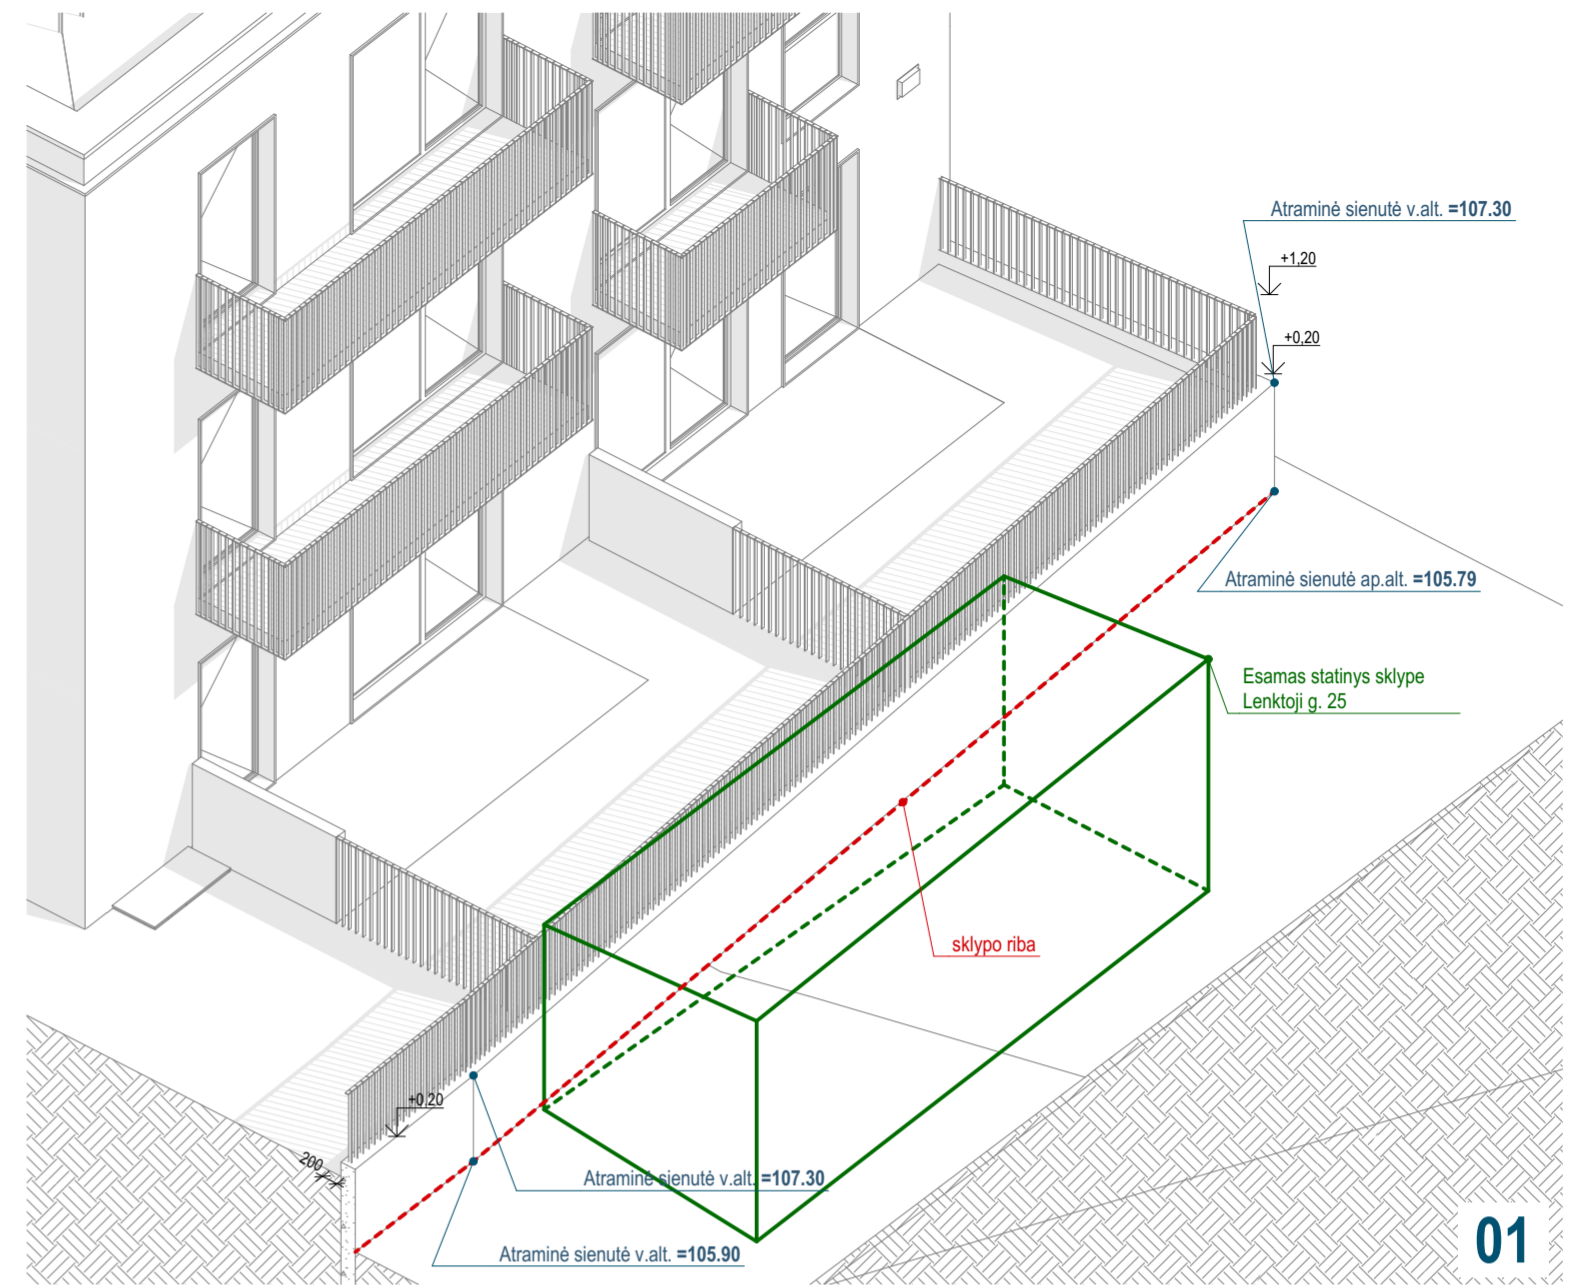 Atraminė sienutė v.alt. =107.30
+1,20
+0,20
Atraminė sienutė ap.alt. =105.79
Esamas statinys sklype
Lenktoji g. 25
sklypo riba
+0,20
200
Atraminė sienutė v.alt. =107.30
Atraminė sienutė v.alt. =105.90
01